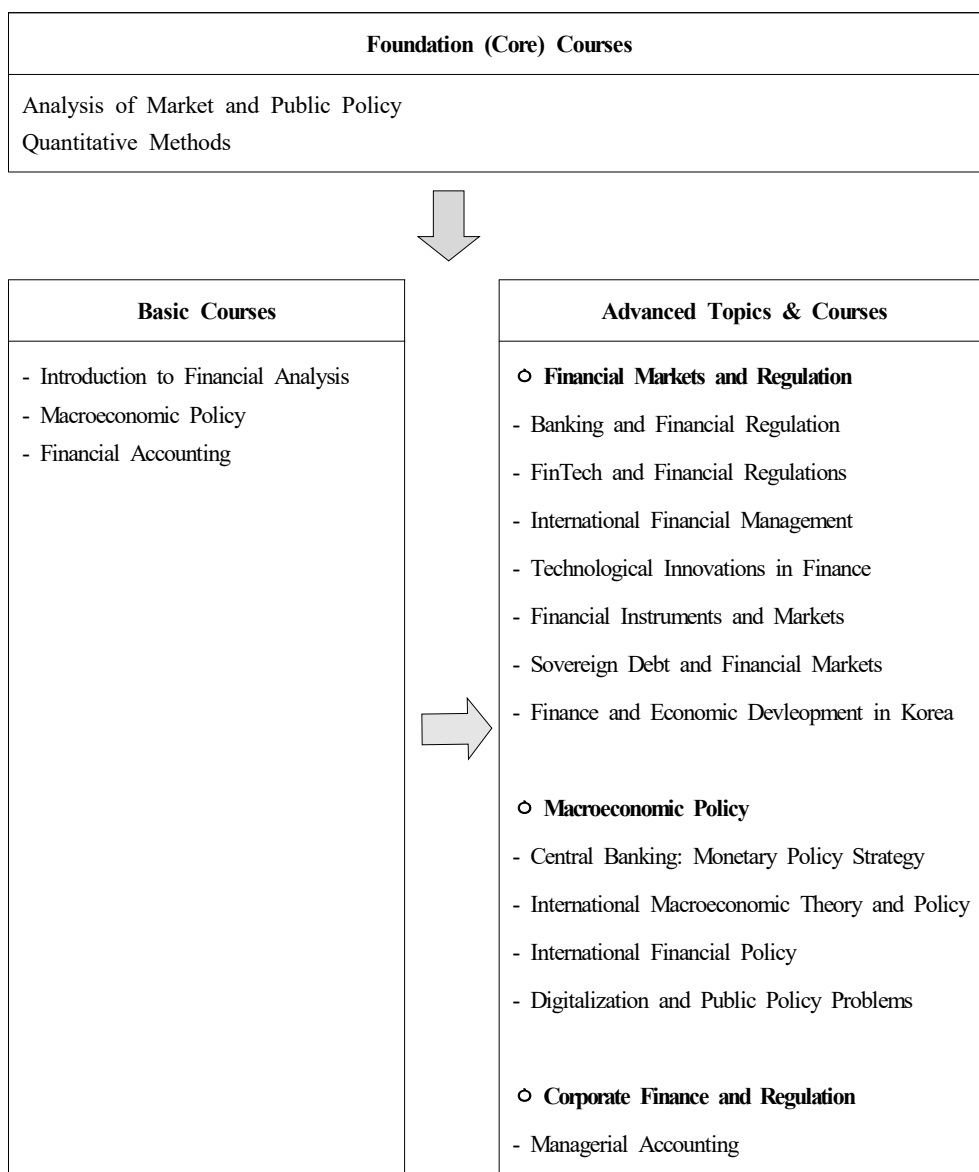 Foundation (Core) Courses
Analysis of Market and Public Policy
Quantitative Methods
Basic Courses
- Introduction to Financial Analysis
- Macroeconomic Policy
- Financial Accounting
Advanced Topics & Courses
ο Financial Markets and Regulation
- Banking and Financial Regulation
- FinTech and Financial Regulations
- International Financial Management
- Technological Innovations in Finance
- Financial Instruments and Markets
- Sovereign Debt and Financial Markets
- Finance and Economic Devleopment in Korea
ο Macroeconomic Policy
- Central Banking: Monetary Policy Strategy
- International Macroeconomic Theory and Policy
- International Financial Policy
- Digitalization and Public Policy Problems
ο Corporate Finance and Regulation
- Managerial Accounting